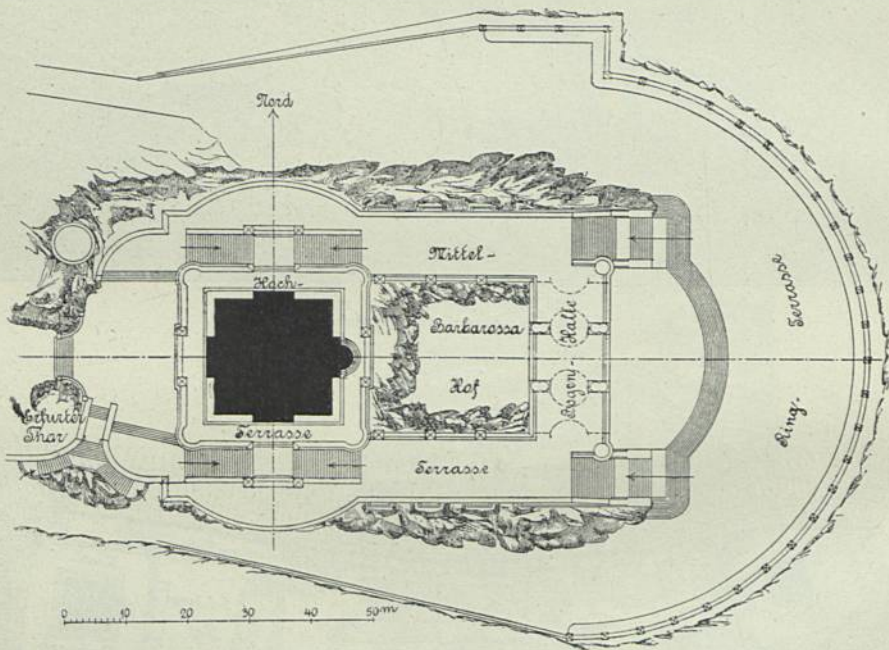 Nord
Mittel-
Hoch-
Terrasse
Barbarossa
Hof
Bogen-Halle
Terrasse
Ring-
Terrasse
Erfurter
Thor
0 10 20 30 40 50 m